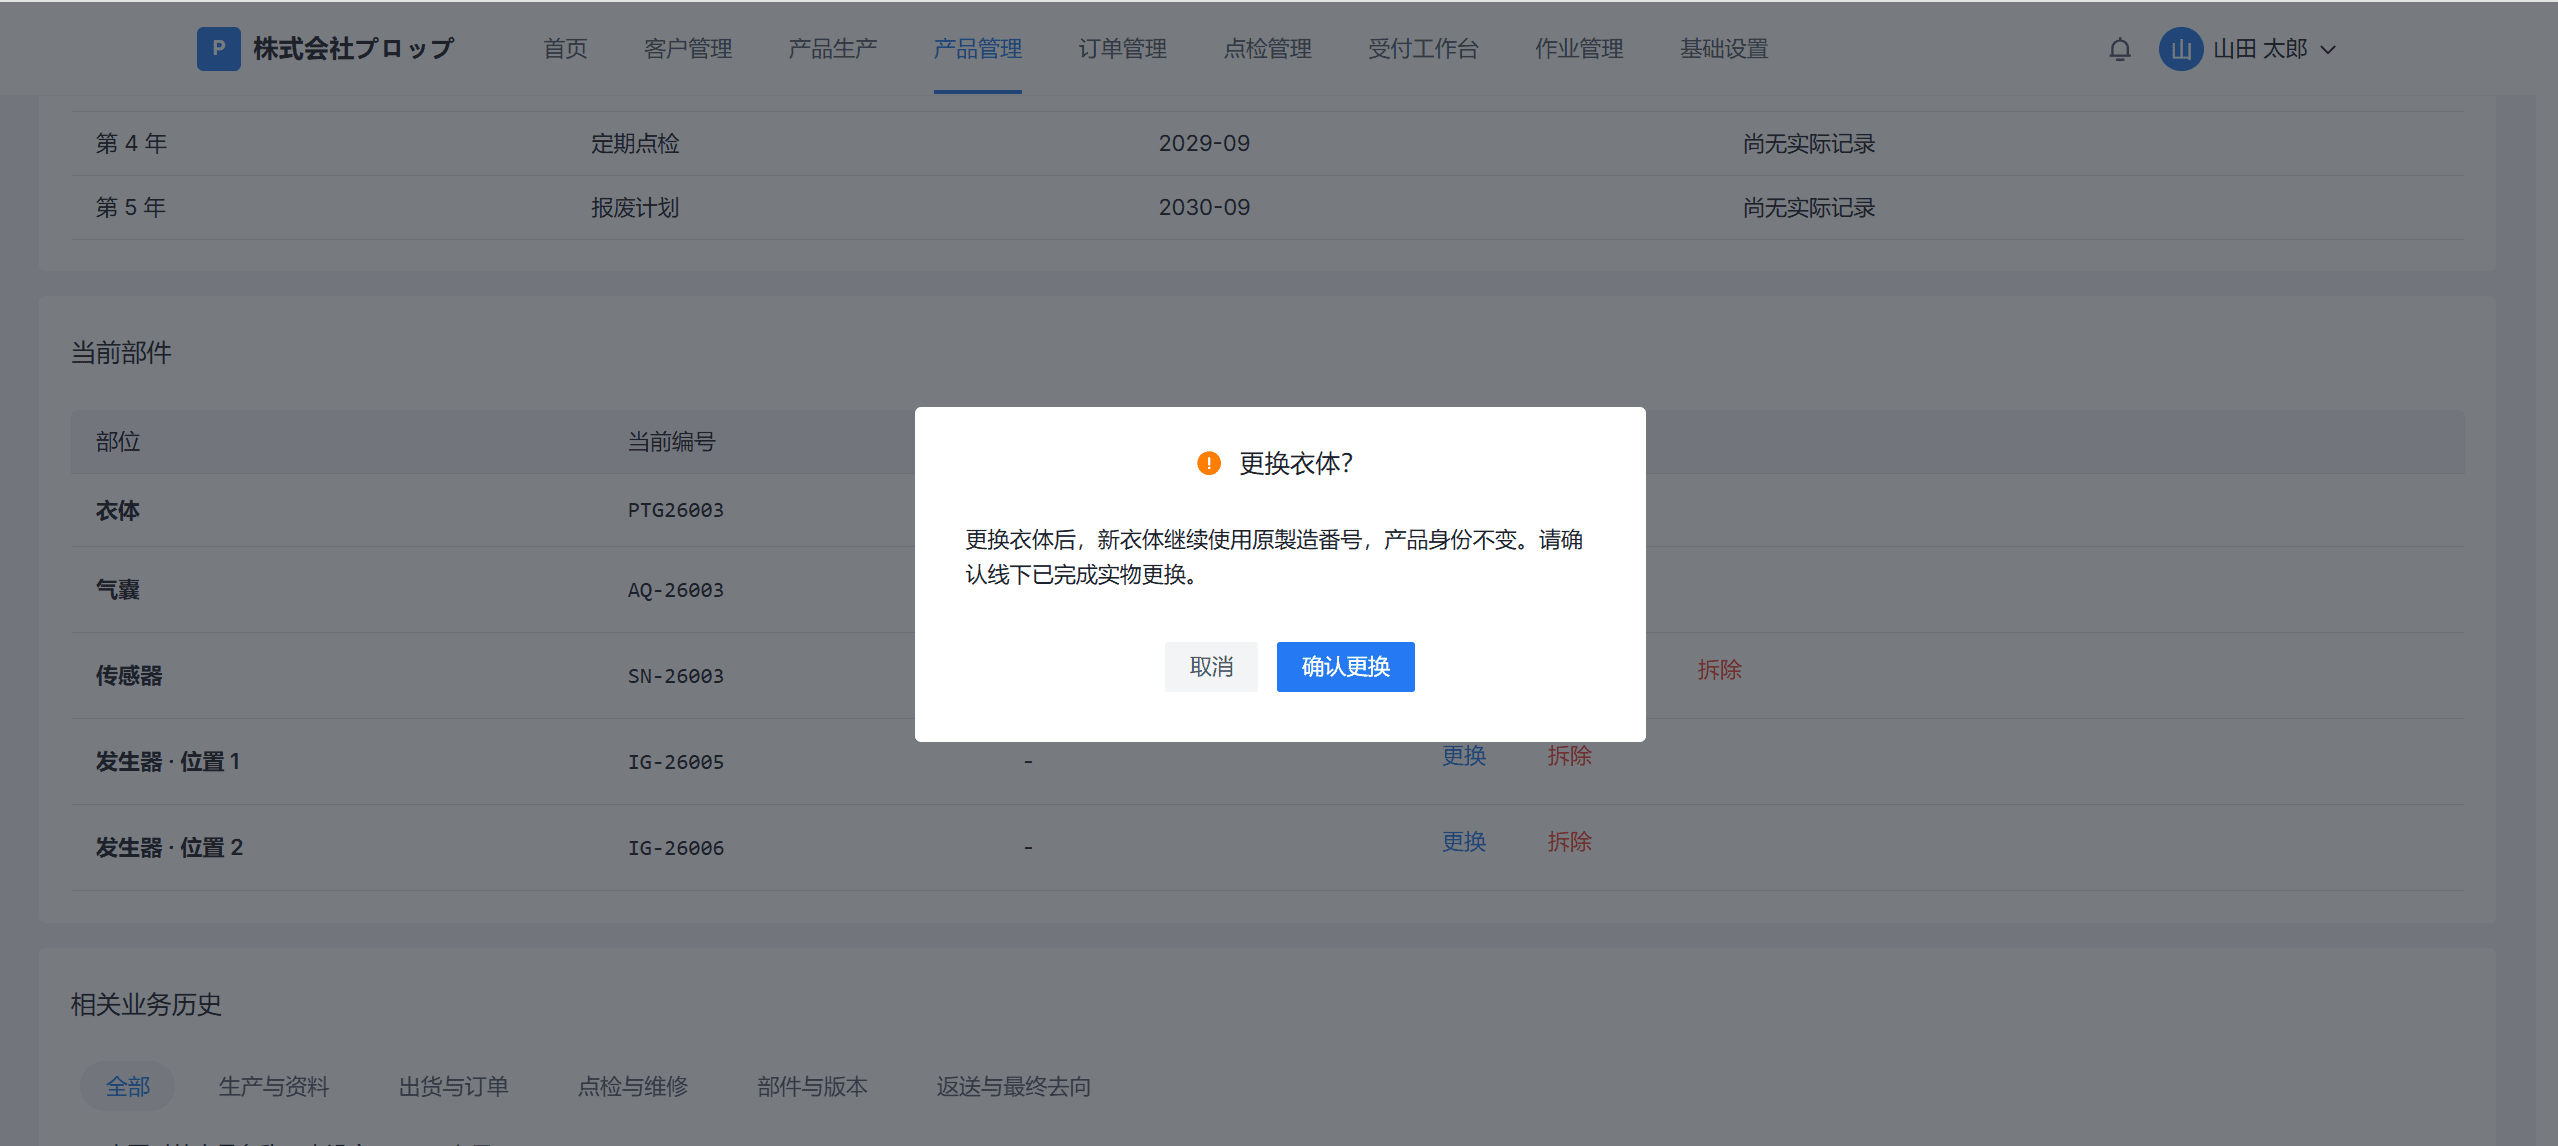 P 株式会社プロップ 首页 客户管理 产品生产 产品管理 订单管理 点检管理 受付工作台 作业管理 基础设置 山 山田 太郎
第 4 年 定期点检 2029-09 尚无实际记录
第 5 年 报废计划 2030-09 尚无实际记录
当前部件
部位 当前编号
衣体 PTG26003
气囊 AQ-26003
传感器 SN-26003 拆除
发生器 · 位置 1 IG-26005 - 更换 拆除
发生器 · 位置 2 IG-26006 - 更换 拆除
更换衣体?
更换衣体后，新衣体继续使用原製造番号，产品身份不变。请确
认线下已完成实物更换。
取消 确认更换
相关业务历史
全部 生产与资料 出货与订单 点检与维修 部件与版本 返送与最终去向